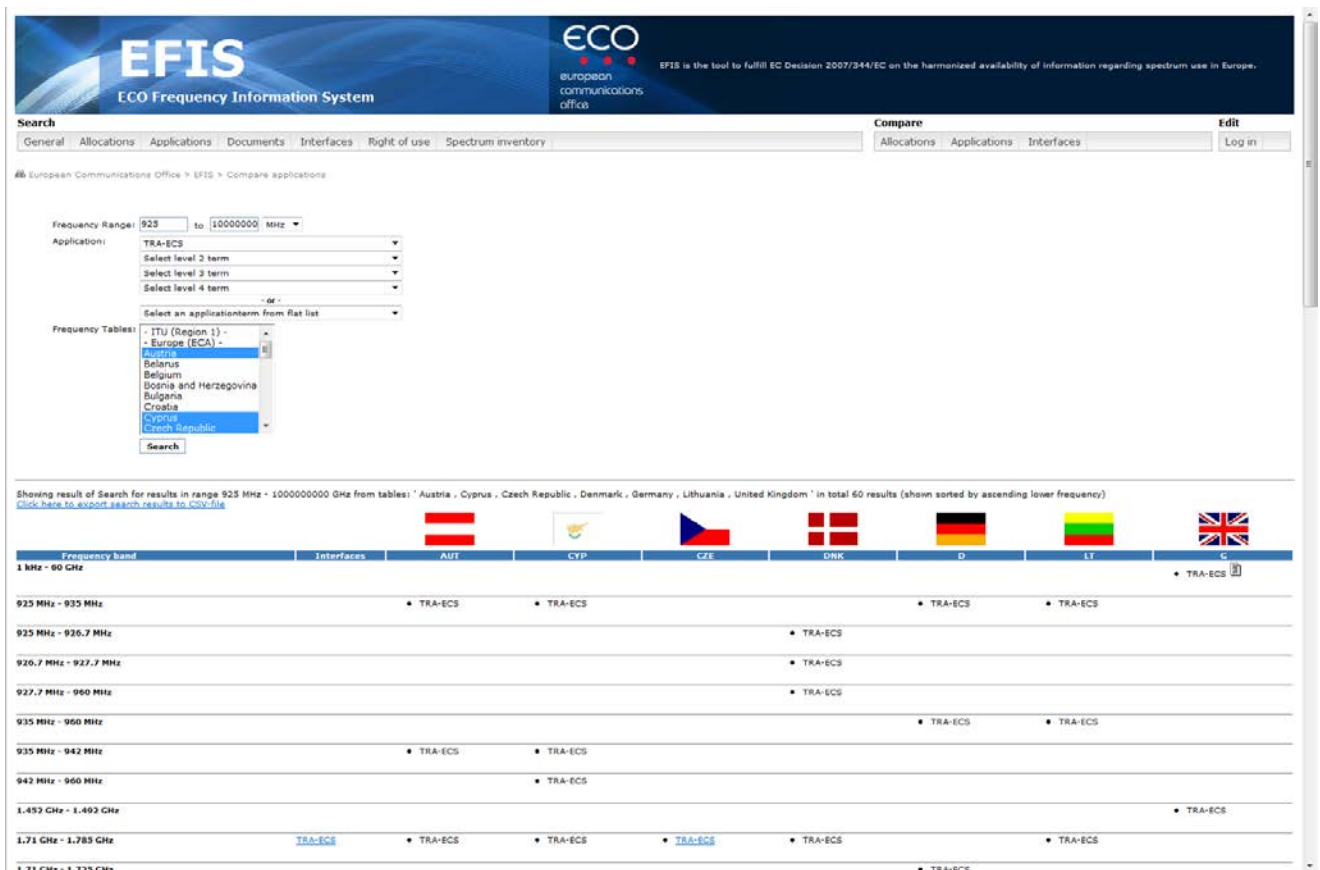 EFIS
ECO Frequency Information System
ECO
european
communications
office
EFIS is the tool to fulfill EC Decision 2007/344/EC on the harmonized availability of information regarding spectrum use in Europe.
Search Compare Edit
General Allocations Applications Documents Interfaces Right of use Spectrum inventory Allocations Applications Interfaces Log in
European Communications Office > EFIS > Compare applications
Frequency Range: 925 to 10000000 MHz
Application: TRA-ECS
Select level 2 term
Select level 3 term
Select level 4 term
- or -
Select an applicationterm from flat list
Frequency Tables: - ITU (Region 1) -
- Europe (ECA) -
Austria
Belarus
Belgium
Bosnia and Herzegovina
Bulgaria
Croatia
Cyprus
Czech Republic
Search
Showing result of Search for results in range 925 MHz - 1000000000 GHz from tables: ' Austria , Cyprus , Czech Republic , Denmark , Germany , Lithuania , United Kingdom ' in total 60 results (shown sorted by ascending lower frequency)
Click here to export search results to CSV-file
Frequency band Interfaces AUT CYP CZE DNK D LT G
1 kHz - 60 GHz • TRA-ECS
925 MHz - 935 MHz • TRA-ECS • TRA-ECS • TRA-ECS • TRA-ECS
925 MHz - 926.7 MHz • TRA-ECS
926.7 MHz - 927.7 MHz • TRA-ECS
927.7 MHz - 960 MHz • TRA-ECS
935 MHz - 960 MHz • TRA-ECS • TRA-ECS
935 MHz - 942 MHz • TRA-ECS • TRA-ECS
942 MHz - 960 MHz • TRA-ECS
1.452 GHz - 1.492 GHz • TRA-ECS
1.71 GHz - 1.785 GHz TRA-ECS • TRA-ECS • TRA-ECS • TRA-ECS • TRA-ECS • TRA-ECS
1.71 GHz - 1.725 GHz • TRA-ECS